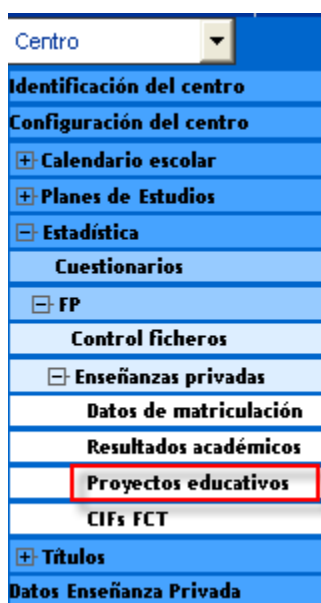 Centro
Identificación del centro
Configuración del centro
Calendario escolar
Planes de Estudios
Estadística
Cuestionarios
FP
Control ficheros
Enseñanzas privadas
Datos de matriculación
Resultados académicos
Proyectos educativos
CIFs FCT
Títulos
Datos Enseñanza Privada